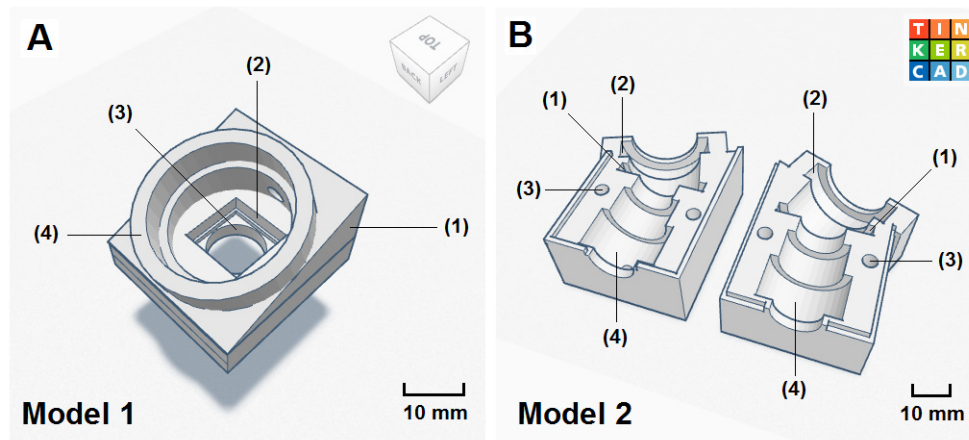 A
TOP
BACK
LEFT
(2)
(3)
(4)
(1)
Model 1
10 mm
B
TIN
KER
CAD
(1)
(2)
(2)
(1)
(3)
(3)
(4)
(4)
Model 2
10 mm